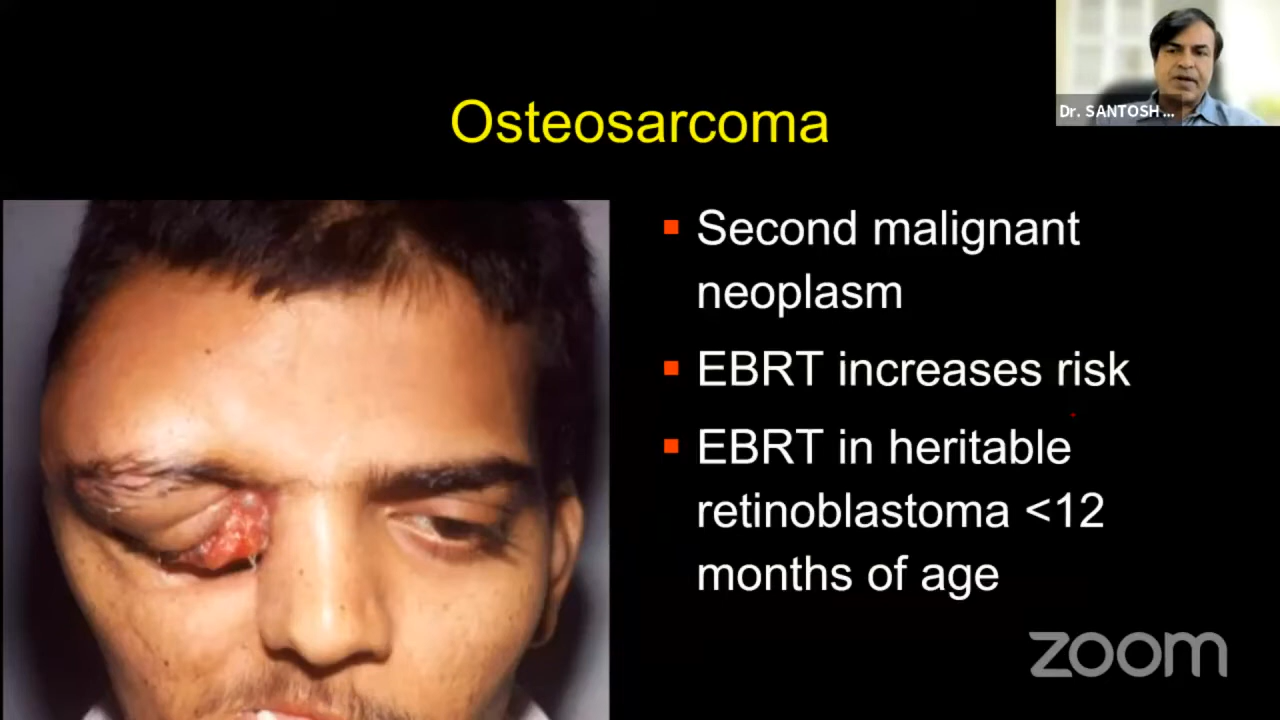 Dr. SANTOSH ...
Osteosarcoma
Second malignant
neoplasm
EBRT increases risk
EBRT in heritable
retinoblastoma <12
months of age
zoom